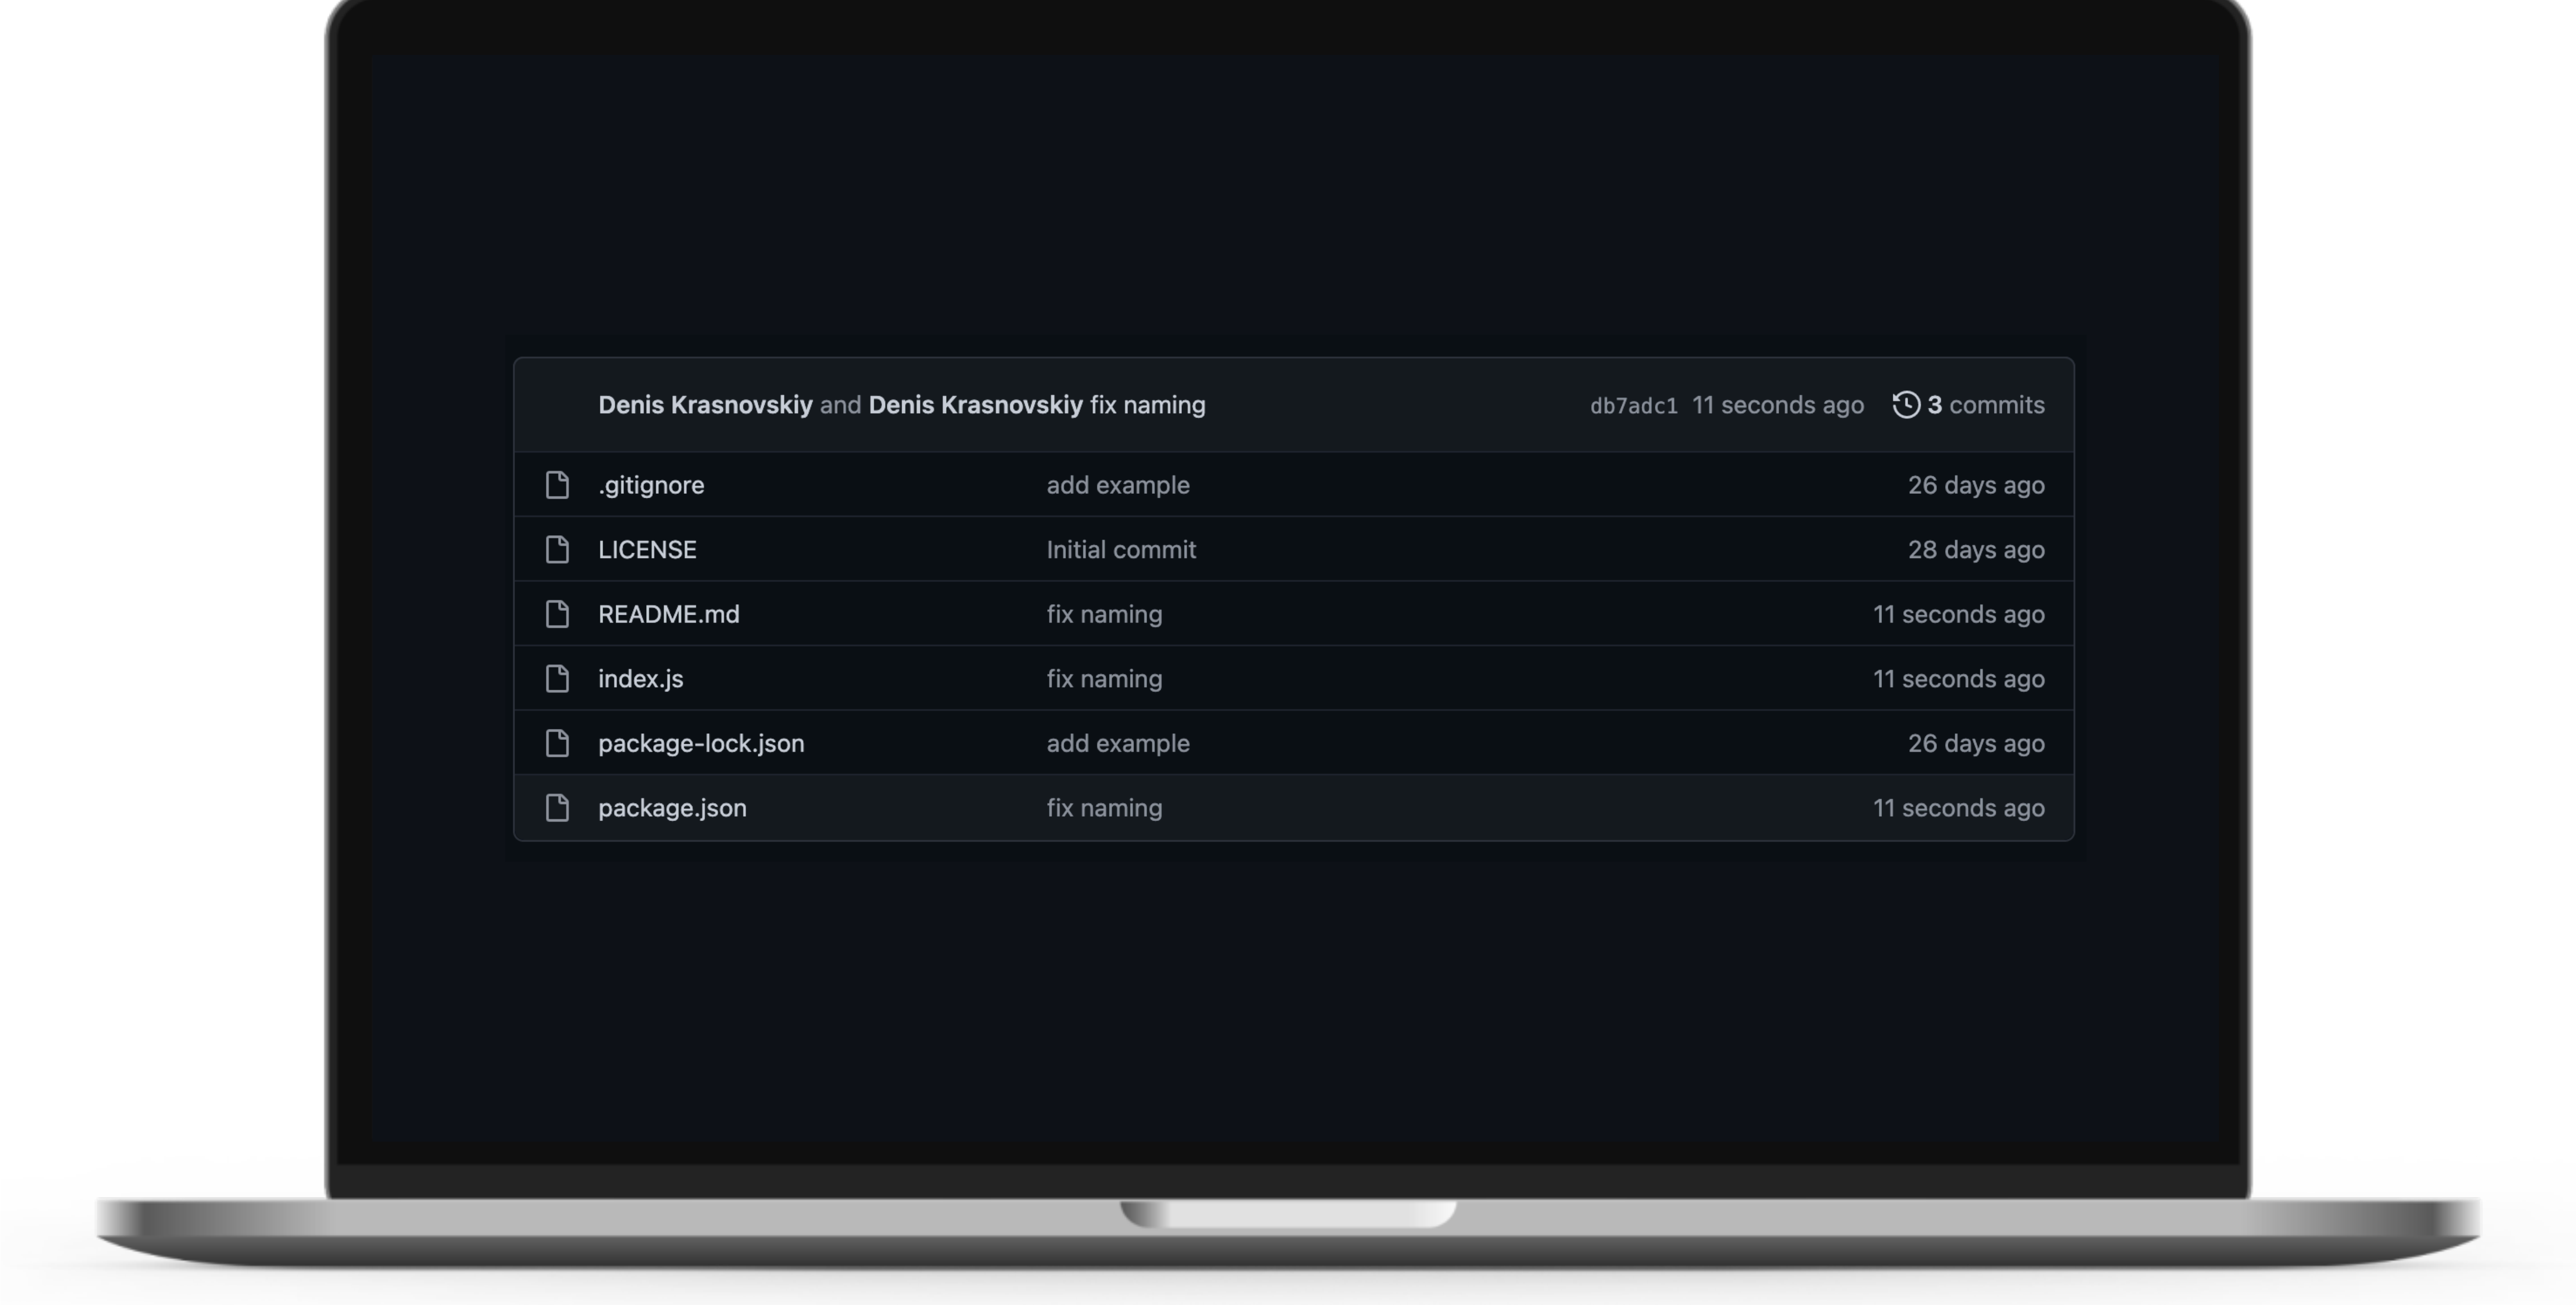 Denis Krasnovskiy and Denis Krasnovskiy fix naming db7adc1 11 seconds ago 3 commits
.gitignore add example 26 days ago
LICENSE Initial commit 28 days ago
README.md fix naming 11 seconds ago
index.js fix naming 11 seconds ago
package-lock.json add example 26 days ago
package.json fix naming 11 seconds ago